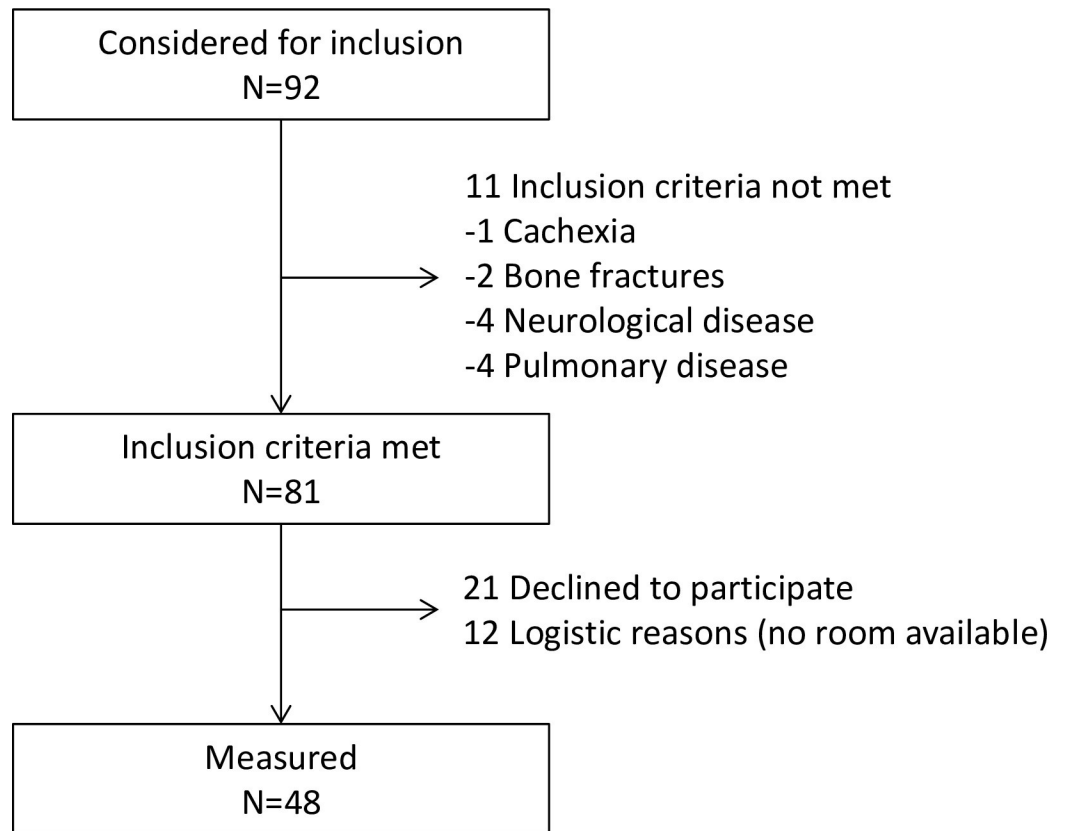 Considered for inclusion
N=92
11 Inclusion criteria not met
-1 Cachexia
-2 Bone fractures
-4 Neurological disease
-4 Pulmonary disease
Inclusion criteria met
N=81
21 Declined to participate
12 Logistic reasons (no room available)
Measured
N=48